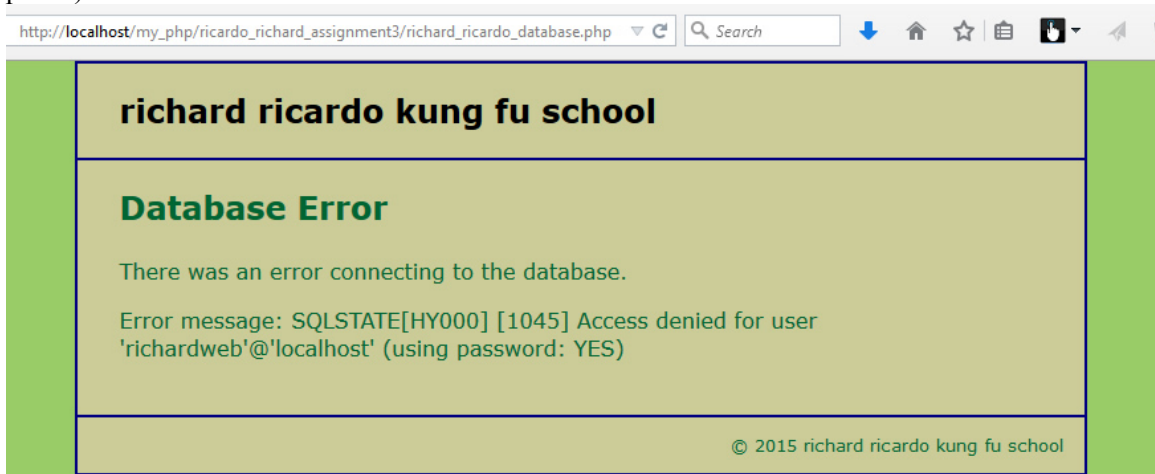 http://localhost/my_php/ricardo_richard_assignment3/richard_ricardo_database.php Search
richard ricardo kung fu school
Database Error
There was an error connecting to the database.
Error message: SQLSTATE[HY000] [1045] Access denied for user
'richardweb'@'localhost' (using password: YES)
© 2015 richard ricardo kung fu school